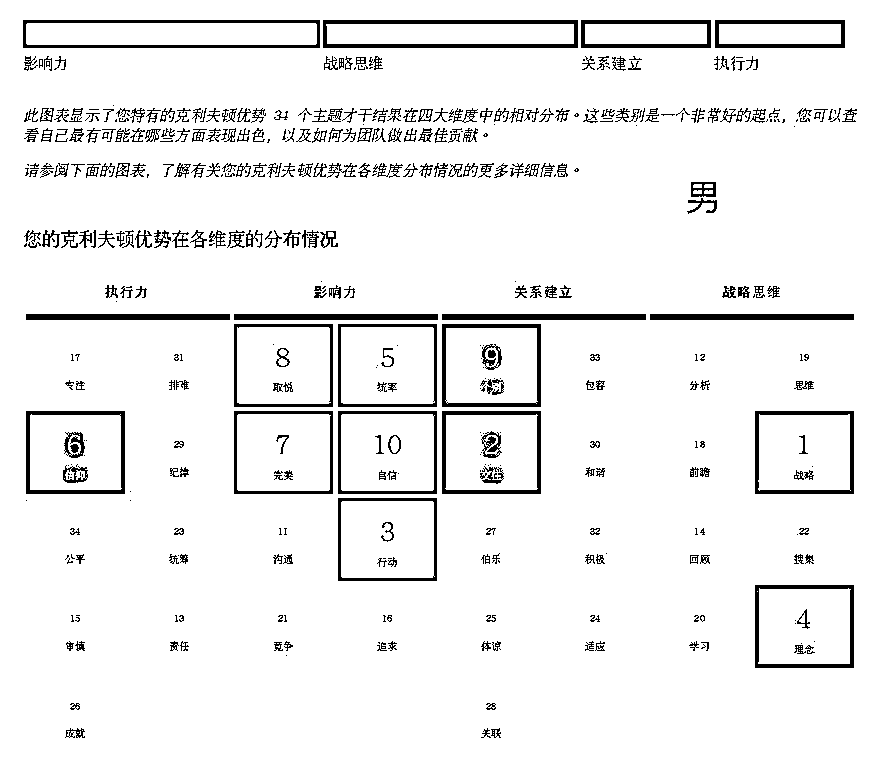 影响力 战略思维 关系建立 执行力
此图表显示了您特有的克利夫顿优势 34 个主题才干结果在四大维度中的相对分布。这些类别是一个非常好的起点，您可以查
看自己最有可能在哪些方面表现出色，以及如何为团队做出最佳贡献。
请参阅下面的图表，了解有关您的克利夫顿优势在各维度分布情况的更多详细信息。
男
您的克利夫顿优势在各维度的分布情况
执行力 影响力 关系建立 战略思维
17 31 8 5 9 33 12 19
专注 排难 取悦 统率 个别 包容 分析 思维
6 29 7 10 2 30 18 1
信仰 纪律 完美 自信 交往 和谐 前瞻 战略
34 23 11 3 27 32 14 22
公平 统筹 沟通 行动 伯乐 积极 回顾 搜集
15 13 21 16 25 24 20 4
审慎 责任 竞争 追求 体谅 适应 学习 理念
26 28
成就 关联